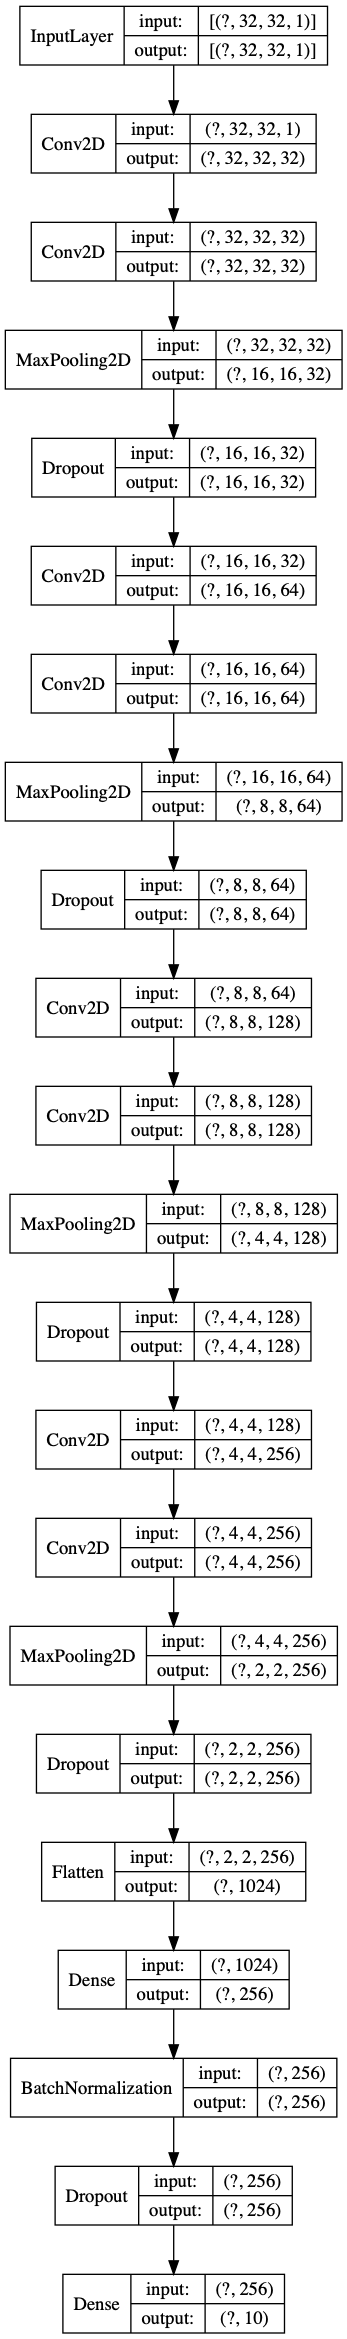 InputLayer input: [(?, 32, 32, 1)]
output: [(?, 32, 32, 1)]
Conv2D input: (?, 32, 32, 1)
output: (?, 32, 32, 32)
Conv2D input: (?, 32, 32, 32)
output: (?, 32, 32, 32)
MaxPooling2D input: (?, 32, 32, 32)
output: (?, 16, 16, 32)
Dropout input: (?, 16, 16, 32)
output: (?, 16, 16, 32)
Conv2D input: (?, 16, 16, 32)
output: (?, 16, 16, 64)
Conv2D input: (?, 16, 16, 64)
output: (?, 16, 16, 64)
MaxPooling2D input: (?, 16, 16, 64)
output: (?, 8, 8, 64)
Dropout input: (?, 8, 8, 64)
output: (?, 8, 8, 64)
Conv2D input: (?, 8, 8, 64)
output: (?, 8, 8, 128)
Conv2D input: (?, 8, 8, 128)
output: (?, 8, 8, 128)
MaxPooling2D input: (?, 8, 8, 128)
output: (?, 4, 4, 128)
Dropout input: (?, 4, 4, 128)
output: (?, 4, 4, 128)
Conv2D input: (?, 4, 4, 128)
output: (?, 4, 4, 256)
Conv2D input: (?, 4, 4, 256)
output: (?, 4, 4, 256)
MaxPooling2D input: (?, 4, 4, 256)
output: (?, 2, 2, 256)
Dropout input: (?, 2, 2, 256)
output: (?, 2, 2, 256)
Flatten input: (?, 2, 2, 256)
output: (?, 1024)
Dense input: (?, 1024)
output: (?, 256)
BatchNormalization input: (?, 256)
output: (?, 256)
Dropout input: (?, 256)
output: (?, 256)
Dense input: (?, 256)
output: (?, 10)